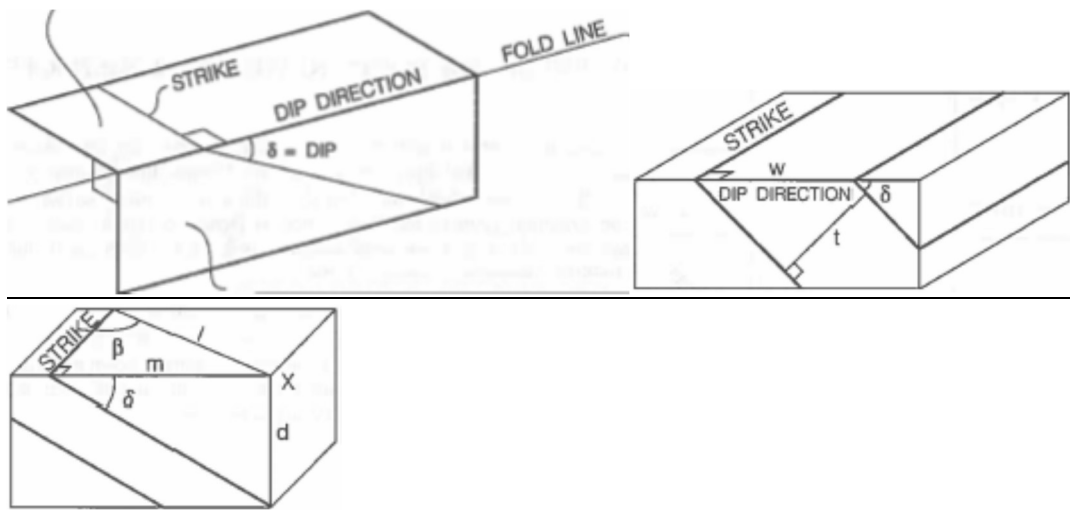 FOLD LINE
STRIKE
DIP DIRECTION
δ = DIP
STRIKE
W
DIP DIRECTION
δ
t
STRIKE
β
l
m
X
δ
d